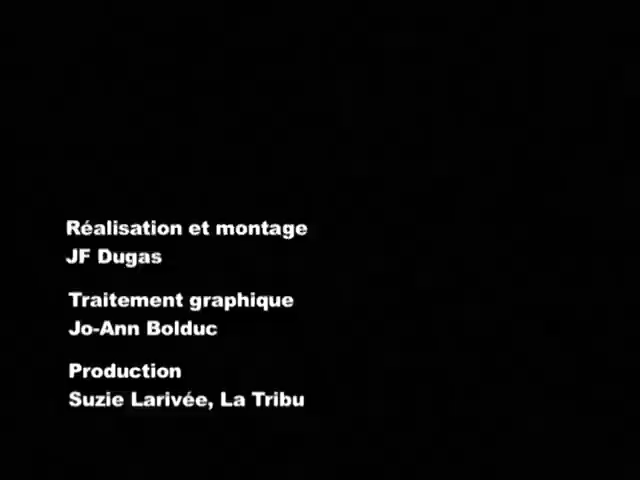 Réalisation et montage
JF Dugas
Traitement graphique
Jo-Ann Bolduc
Production
Suzie Larivée, La Tribu